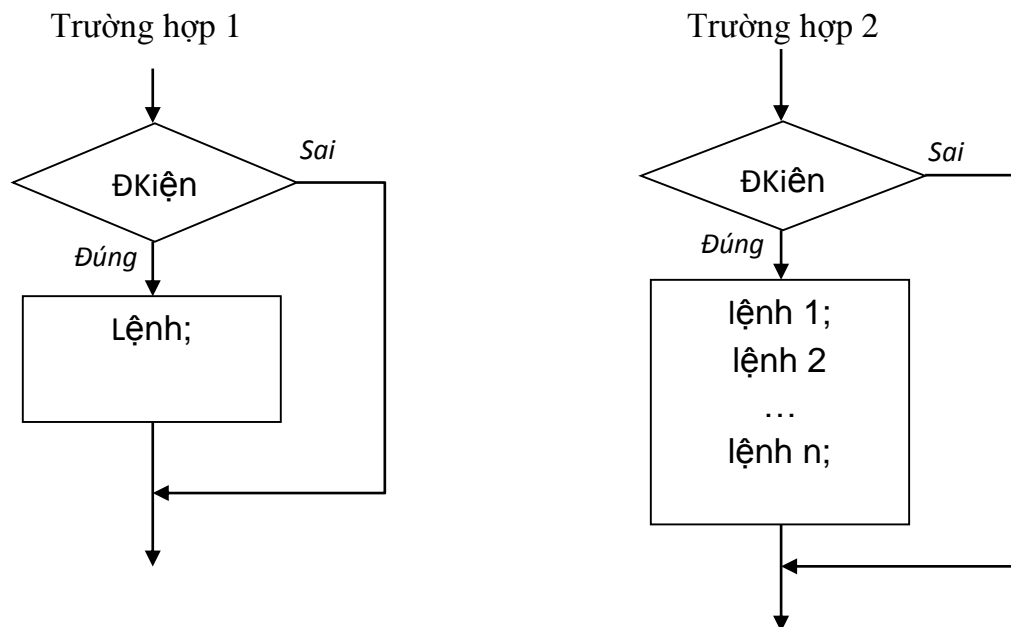 Trường hợp 1
ĐKiện
Sai
Đúng
Lệnh;
Trường hợp 2
ĐKiên
Sai
Đúng
lệnh 1;
lệnh 2
…
lệnh n;